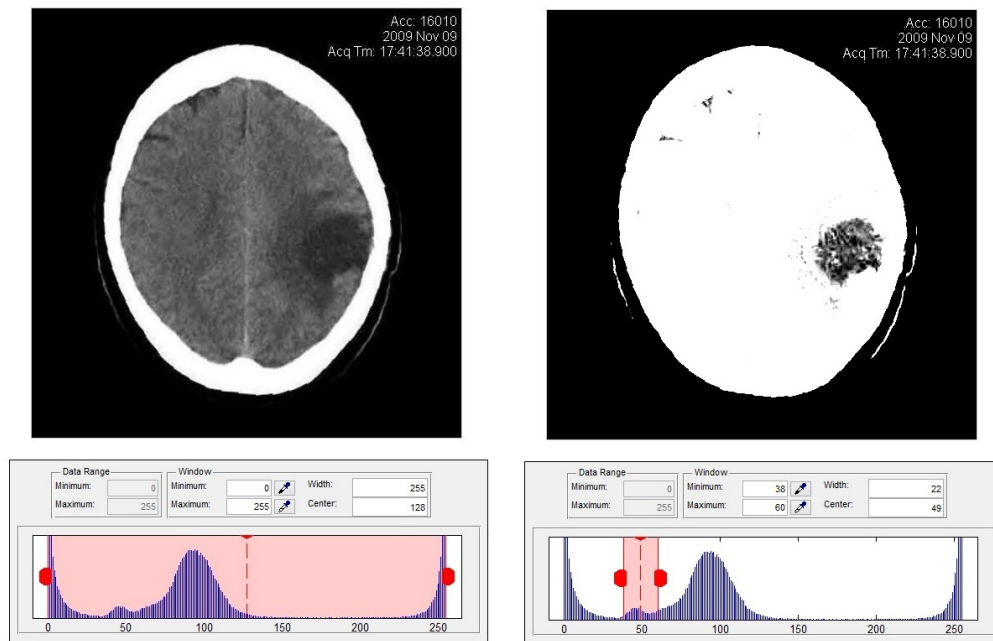 Acc: 16010
2009 Nov 09
Acq Tm: 17:41:38.900
Acc: 16010
2009 Nov 09
Acq Tm: 17:41:38.900
Data Range
Minimum: 0
Maximum: 255
Window
Minimum: 0
Maximum: 255
Width: 255
Center: 128
0 50 100 150 200 250
Data Range
Minimum: 0
Maximum: 255
Window
Minimum: 38
Maximum: 60
Width: 22
Center: 49
0 50 100 150 200 250